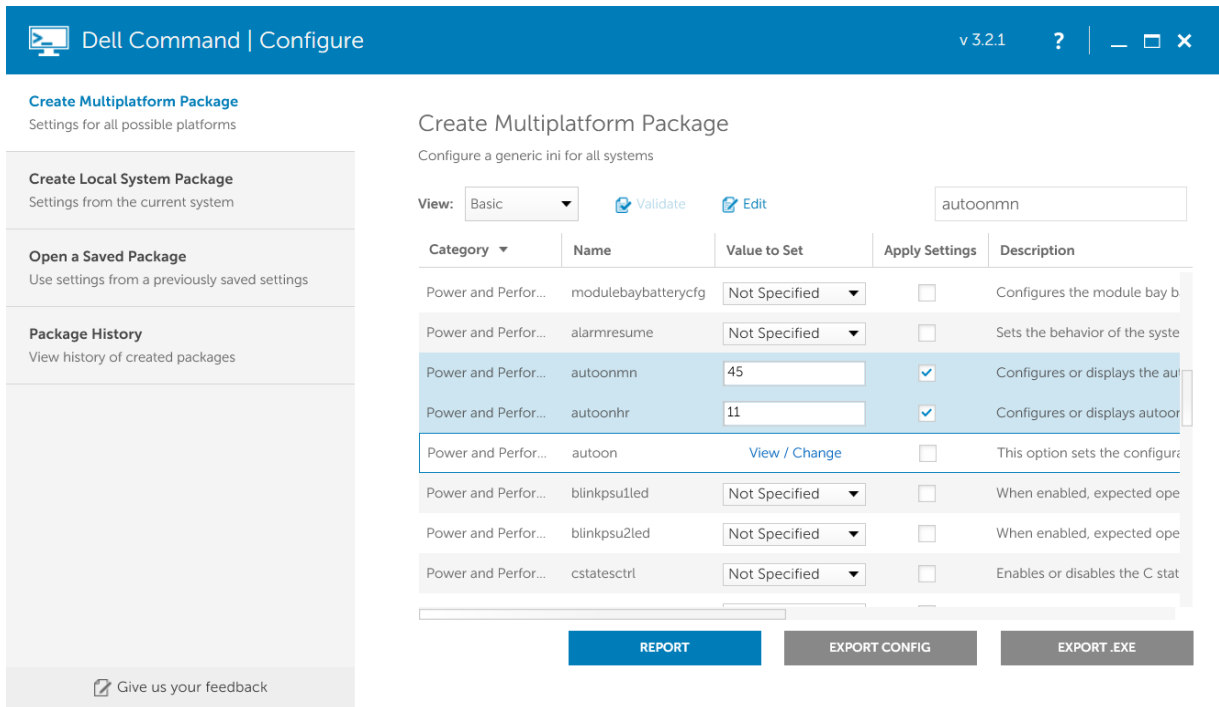 Dell Command | Configure
v 3.2.1
?
Create Multiplatform Package
Settings for all possible platforms
Create Local System Package
Settings from the current system
Open a Saved Package
Use settings from a previously saved settings
Package History
View history of created packages
Give us your feedback
Create Multiplatform Package
Configure a generic ini for all systems
View: Basic Validate Edit autoonmn
Category Name Value to Set Apply Settings Description
Power and Perfor... modulebaybatterycfg Not Specified Configures the module bay b
Power and Perfor... alarmresume Not Specified Sets the behavior of the syste
Power and Perfor... autoonmn 45 Configures or displays the au
Power and Perfor... autoonhr 11 Configures or displays autoon
Power and Perfor... autoon View / Change This option sets the configura
Power and Perfor... blinkpsu1led Not Specified When enabled, expected ope
Power and Perfor... blinkpsu2led Not Specified When enabled, expected ope
Power and Perfor... cstatesctrl Not Specified Enables or disables the C stat
REPORT EXPORT CONFIG EXPORT .EXE